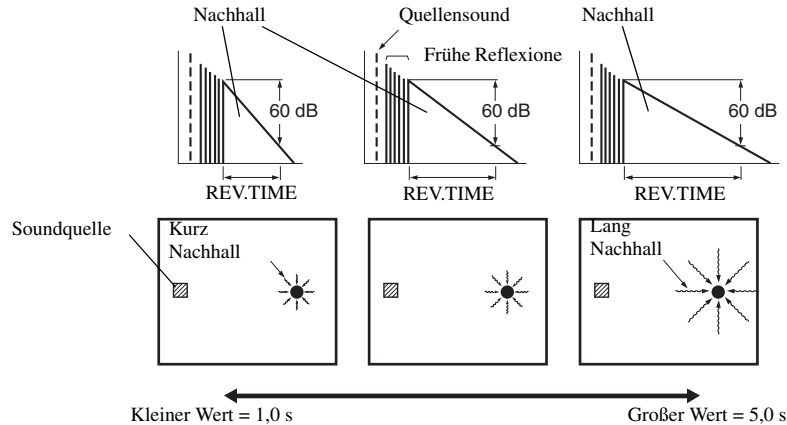 Nachhall
Quellensound
Nachhall
Frühe Reflexione
60 dB
60 dB
60 dB
REV.TIME
REV.TIME
REV.TIME
Soundquelle
Kurz
Nachhall
Lang
Nachhall
Kleiner Wert = 1,0 s
Großer Wert = 5,0 s